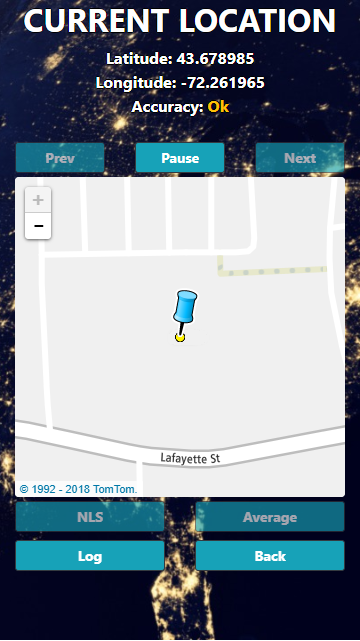 CURRENT LOCATION
Latitude: 43.678985
Longitude: -72.261965
Accuracy: Ok
Prev Pause Next
+
−
Lafayette St
© 1992 - 2018 TomTom.
NLS Average
Log Back